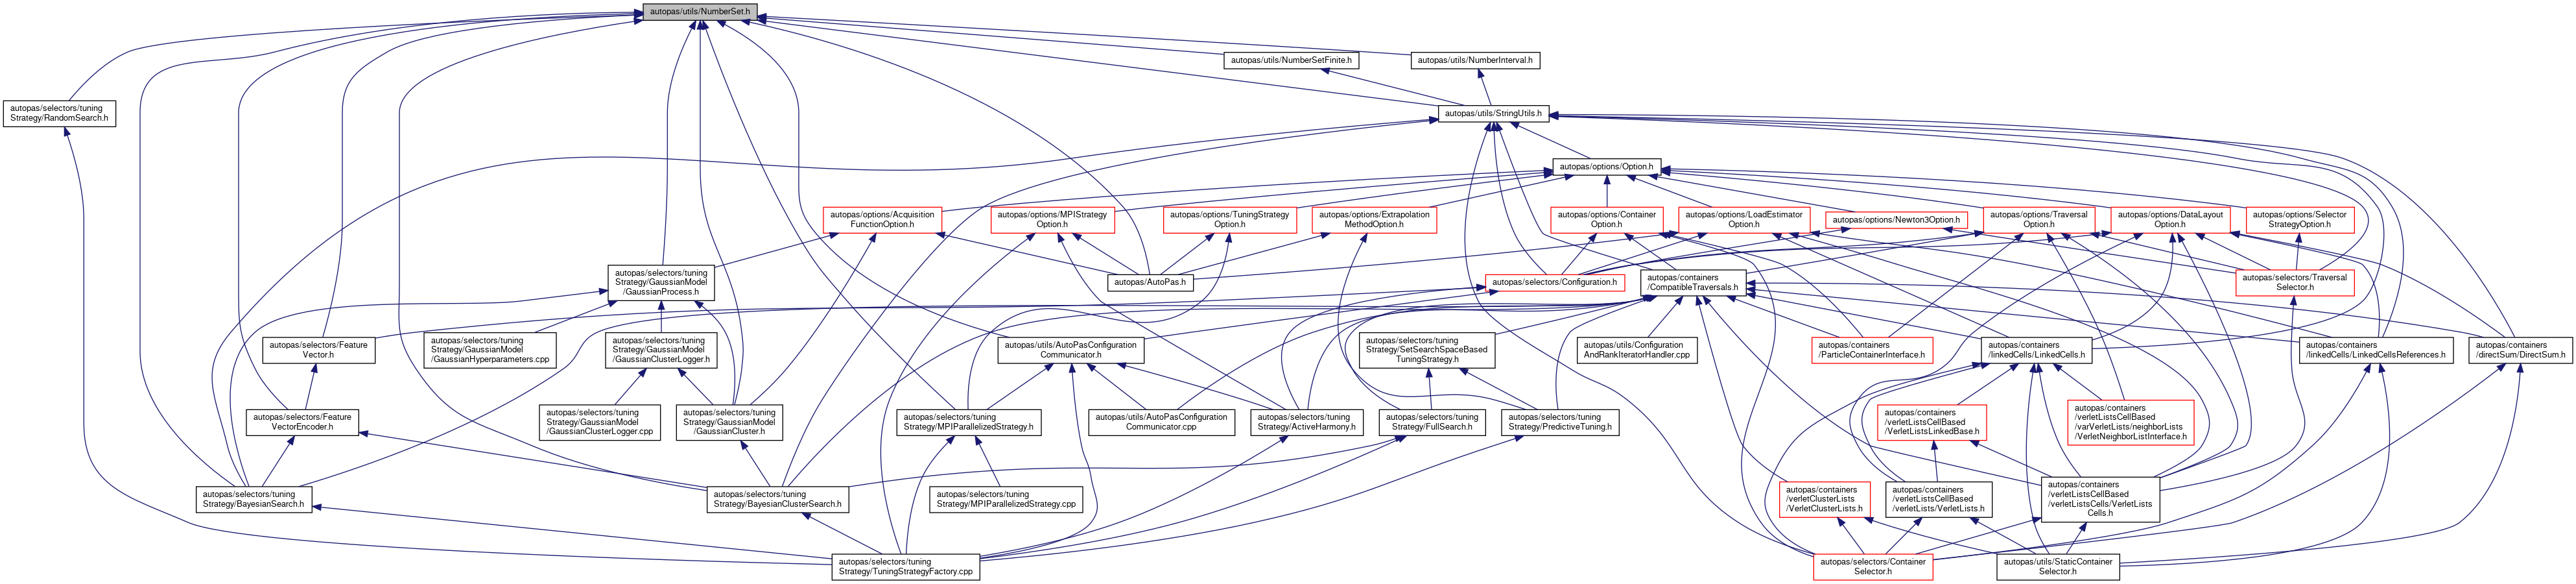 autopas/utils/NumberSet.h
autopas/utils/NumberSetFinite.h
autopas/utils/NumberInterval.h
autopas/selectors/tuning
Strategy/RandomSearch.h
autopas/utils/StringUtils.h
autopas/options/Option.h
autopas/options/Acquisition
FunctionOption.h
autopas/options/MPIStrategy
Option.h
autopas/options/TuningStrategy
Option.h
autopas/options/Extrapolation
MethodOption.h
autopas/options/Container
Option.h
autopas/options/LoadEstimator
Option.h
autopas/options/Newton3Option.h
autopas/options/Traversal
Option.h
autopas/options/DataLayout
Option.h
autopas/options/Selector
StrategyOption.h
autopas/selectors/tuning
Strategy/GaussianModel
/GaussianProcess.h
autopas/AutoPas.h
autopas/selectors/Configuration.h
autopas/containers
/CompatibleTraversals.h
autopas/selectors/Traversal
Selector.h
autopas/selectors/Feature
Vector.h
autopas/selectors/tuning
Strategy/GaussianModel
/GaussianHyperparameters.cpp
autopas/selectors/tuning
Strategy/GaussianModel
/GaussianClusterLogger.h
autopas/utils/AutoPasConfiguration
Communicator.h
autopas/selectors/tuning
Strategy/SetSearchSpaceBased
TuningStrategy.h
autopas/utils/Configuration
AndRankIteratorHandler.cpp
autopas/containers
/ParticleContainerInterface.h
autopas/containers
/linkedCells/LinkedCells.h
autopas/containers
/linkedCells/LinkedCellsReferences.h
autopas/containers
/directSum/DirectSum.h
autopas/selectors/Feature
VectorEncoder.h
autopas/selectors/tuning
Strategy/GaussianModel
/GaussianClusterLogger.cpp
autopas/selectors/tuning
Strategy/GaussianModel
/GaussianCluster.h
autopas/selectors/tuning
Strategy/MPIParallelizedStrategy.h
autopas/utils/AutoPasConfiguration
Communicator.cpp
autopas/selectors/tuning
Strategy/ActiveHarmony.h
autopas/selectors/tuning
Strategy/FullSearch.h
autopas/selectors/tuning
Strategy/PredictiveTuning.h
autopas/containers
/verletListsCellBased
/VerletListsLinkedBase.h
autopas/containers
/verletListsCellBased
/varVerletLists/neighborLists
/VerletNeighborListInterface.h
autopas/selectors/tuning
Strategy/BayesianSearch.h
autopas/selectors/tuning
Strategy/BayesianClusterSearch.h
autopas/selectors/tuning
Strategy/MPIParallelizedStrategy.cpp
autopas/containers
/verletClusterLists
/VerletClusterLists.h
autopas/containers
/verletListsCellBased
/verletLists/VerletLists.h
autopas/containers
/verletListsCellBased
/verletListsCells/VerletLists
Cells.h
autopas/selectors/tuning
Strategy/TuningStrategyFactory.cpp
autopas/selectors/Container
Selector.h
autopas/utils/StaticContainer
Selector.h